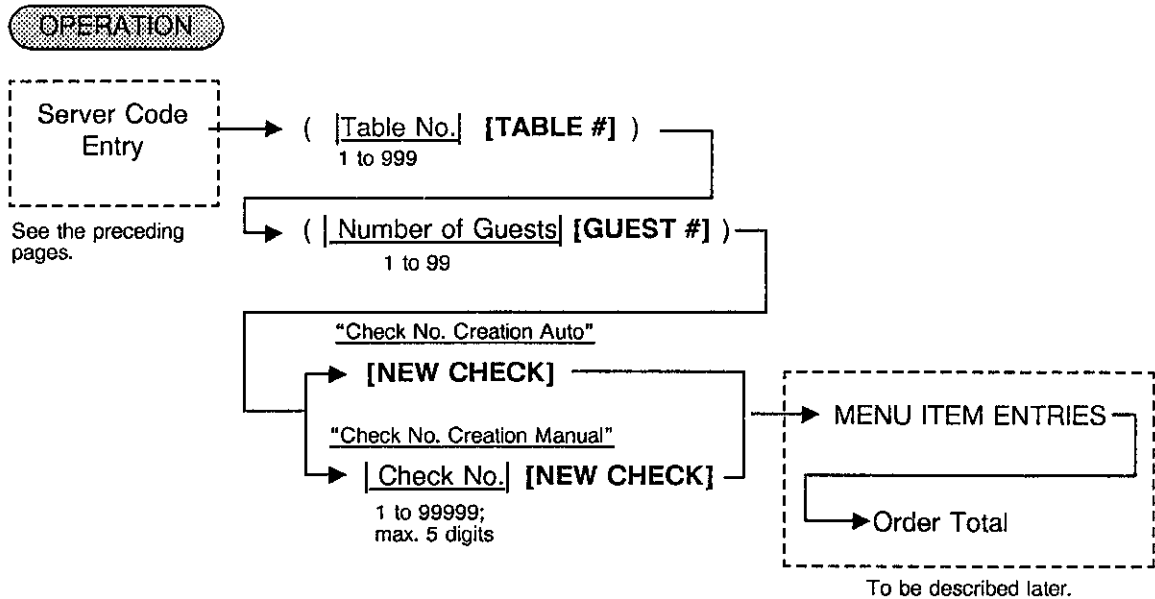 OPERATION
Server Code
Entry
See the preceding
pages.
( |Table No.| [TABLE #] )
1 to 999
( |Number of Guests| [GUEST #] )
1 to 99
"Check No. Creation Auto"
[NEW CHECK]
"Check No. Creation Manual"
|Check No.| [NEW CHECK]
1 to 99999;
max. 5 digits
MENU ITEM ENTRIES
Order Total
To be described later.